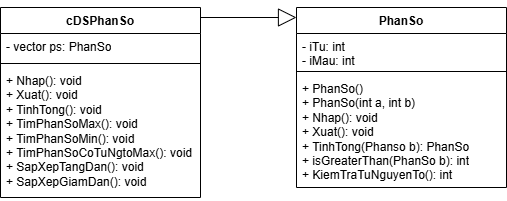 cDSPhanSo
- vector ps: PhanSo
+ Nhap(): void
+ Xuat(): void
+ TinhTong(): void
+ TimPhanSoMax(): void
+ TimPhanSoMin(): void
+ TimPhanSoCoTuNgtoMax(): void
+ SapXepTangDan(): void
+ SapXepGiamDan(): void
PhanSo
- iTu: int
- iMau: int
+ PhanSo()
+ PhanSo(int a, int b)
+ Nhap(): void
+ Xuat(): void
+ TinhTong(Phanso b): PhanSo
+ isGreaterThan(PhanSo b): int
+ KiemTraTuNguyenTo(): int